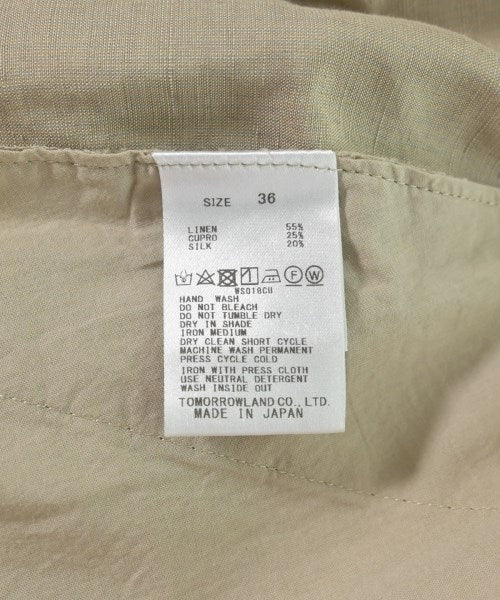 SIZE 36
LINEN 55%
CUPRO 25%
SILK 20%
F W
WS018CU
HAND WASH
DO NOT BLEACH
DO NOT TUMBLE DRY
DRY IN SHADE
IRON MEDIUM
DRY CLEAN SHORT CYCLE
MACHINE WASH PERMANENT
PRESS CYCLE COLD
IRON WITH PRESS CLOTH
USE NEUTRAL DETERGENT
WASH INSIDE OUT
TOMORROWLAND CO., LTD.
MADE IN JAPAN